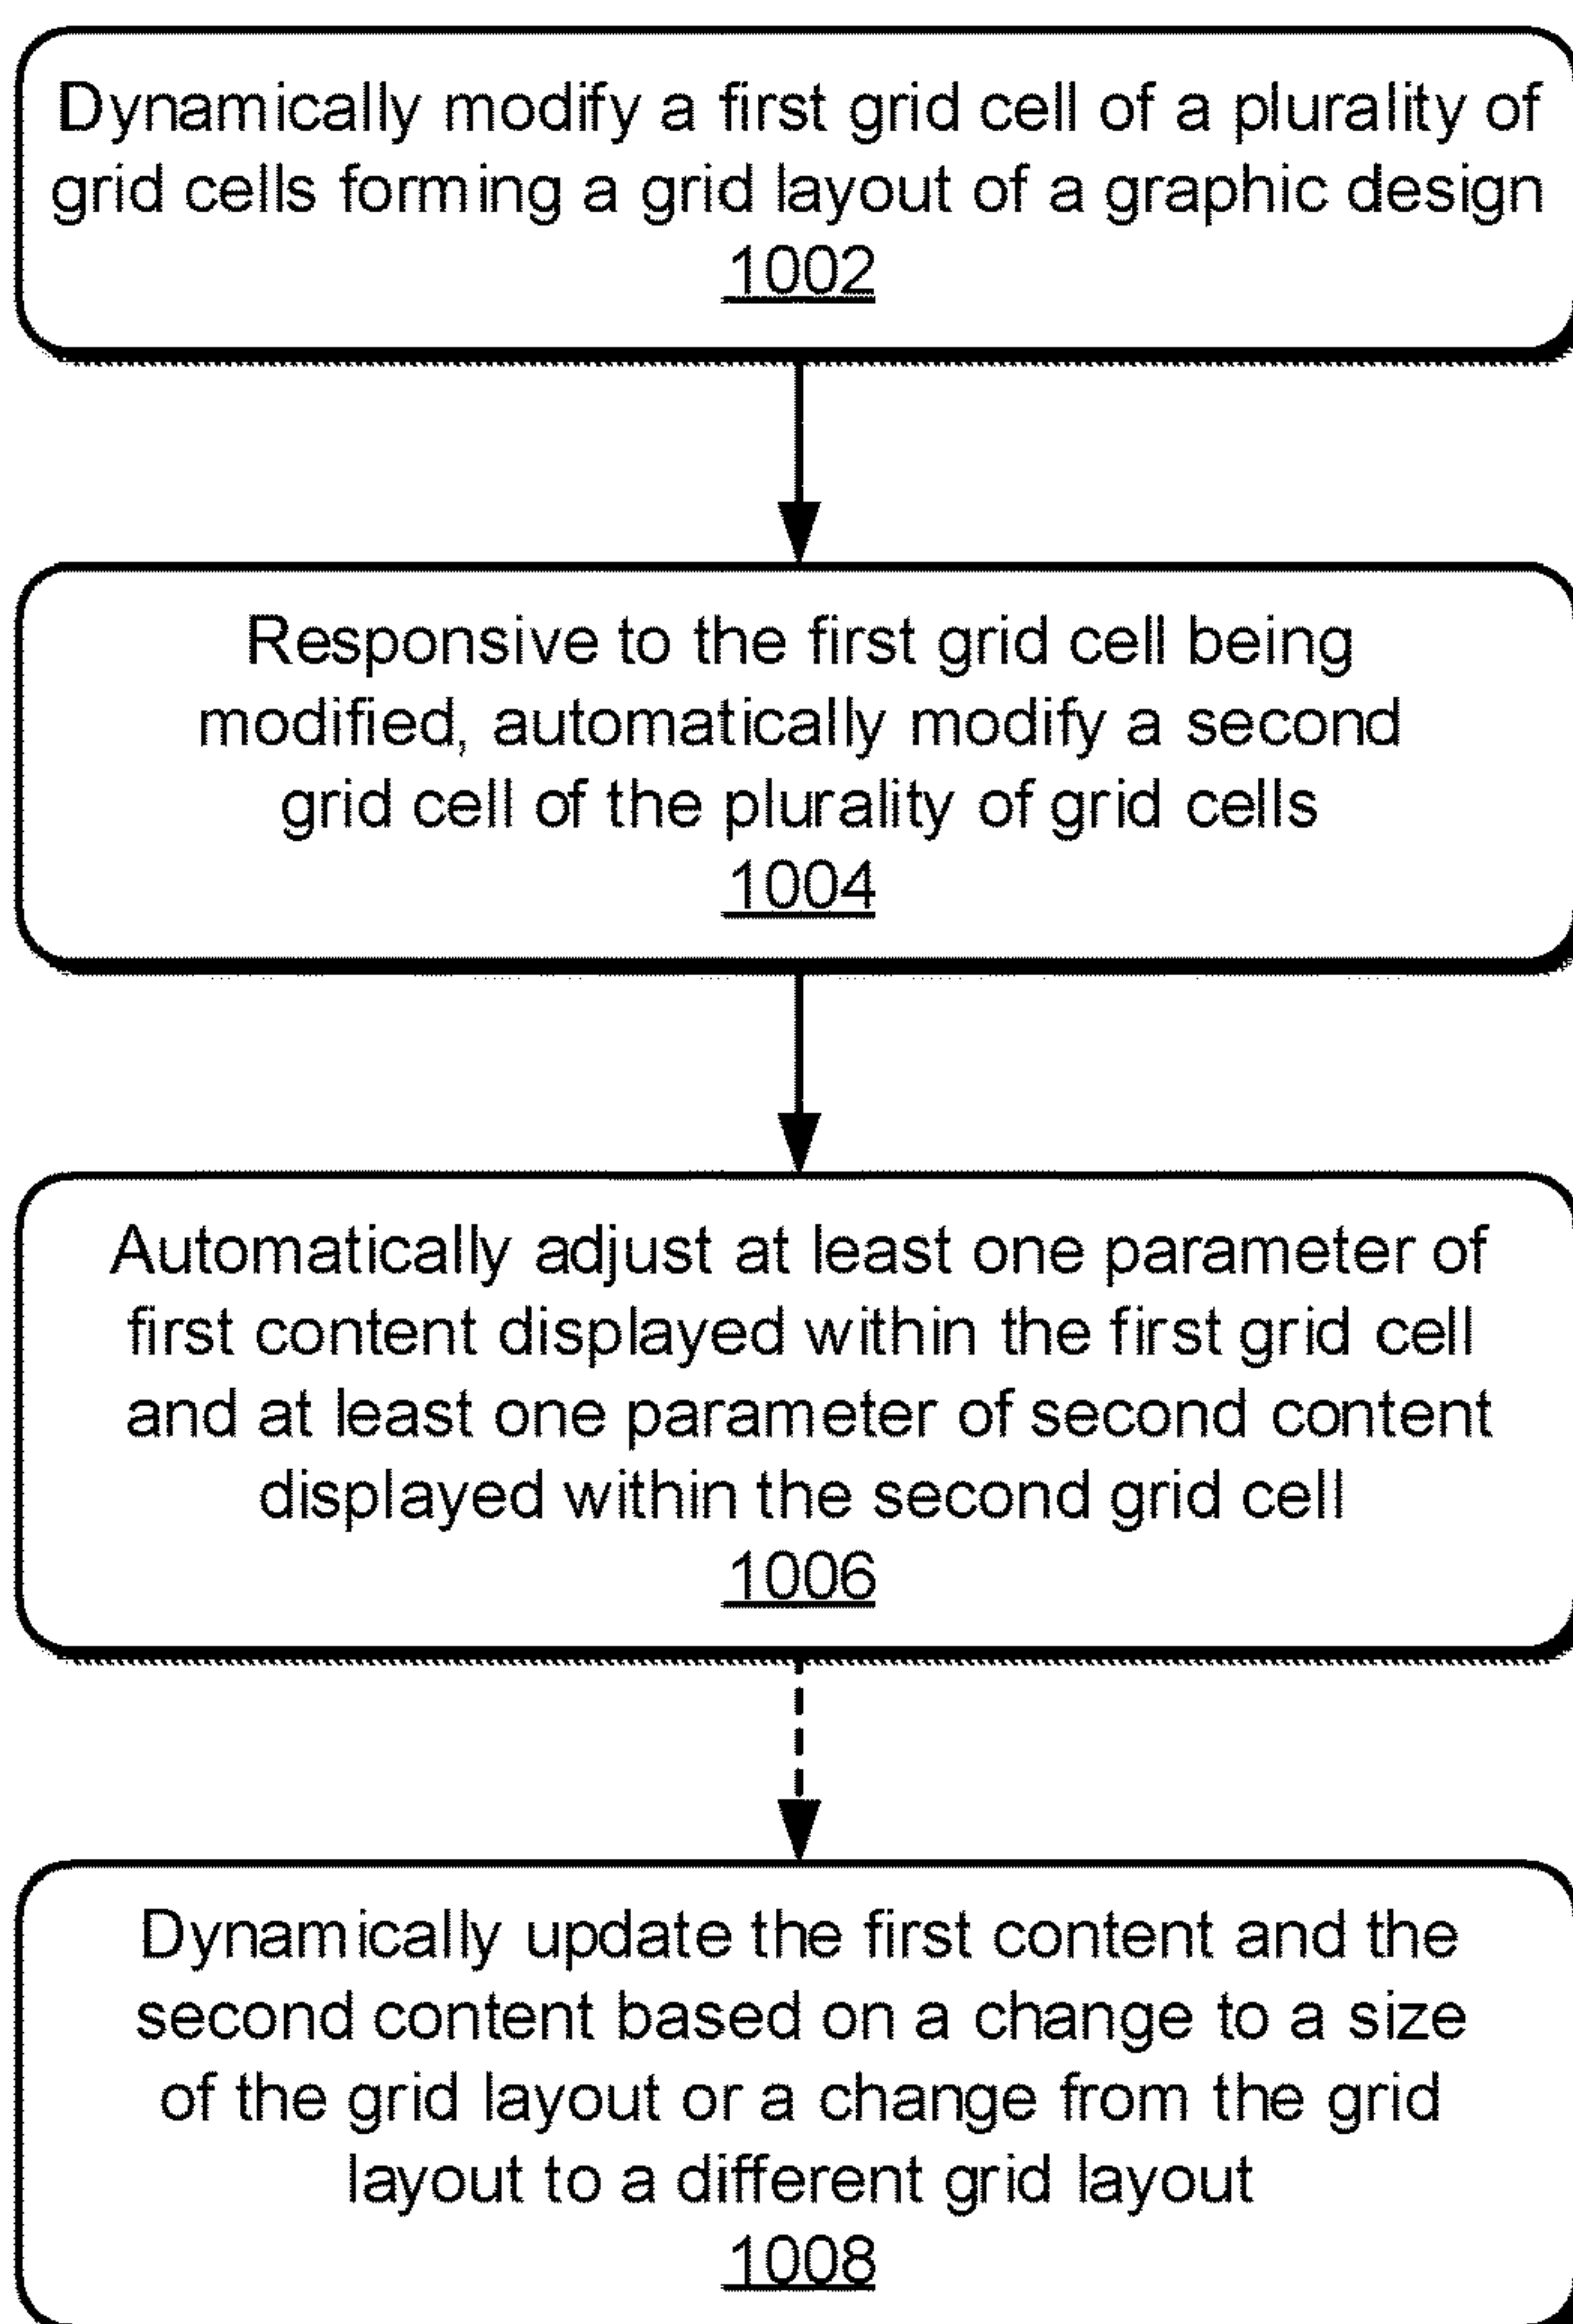 Dynamically modify a first grid cell of a plurality of
grid cells forming a grid layout of a graphic design
1002
Responsive to the first grid cell being
modified, automatically modify a second
grid cell of the plurality of grid cells
1004
Automatically adjust at least one parameter of
first content displayed within the first grid cell
and at least one parameter of second content
displayed within the second grid cell
1006
Dynamically update the first content and the
second content based on a change to a size
of the grid layout or a change from the grid
layout to a different grid layout
1008